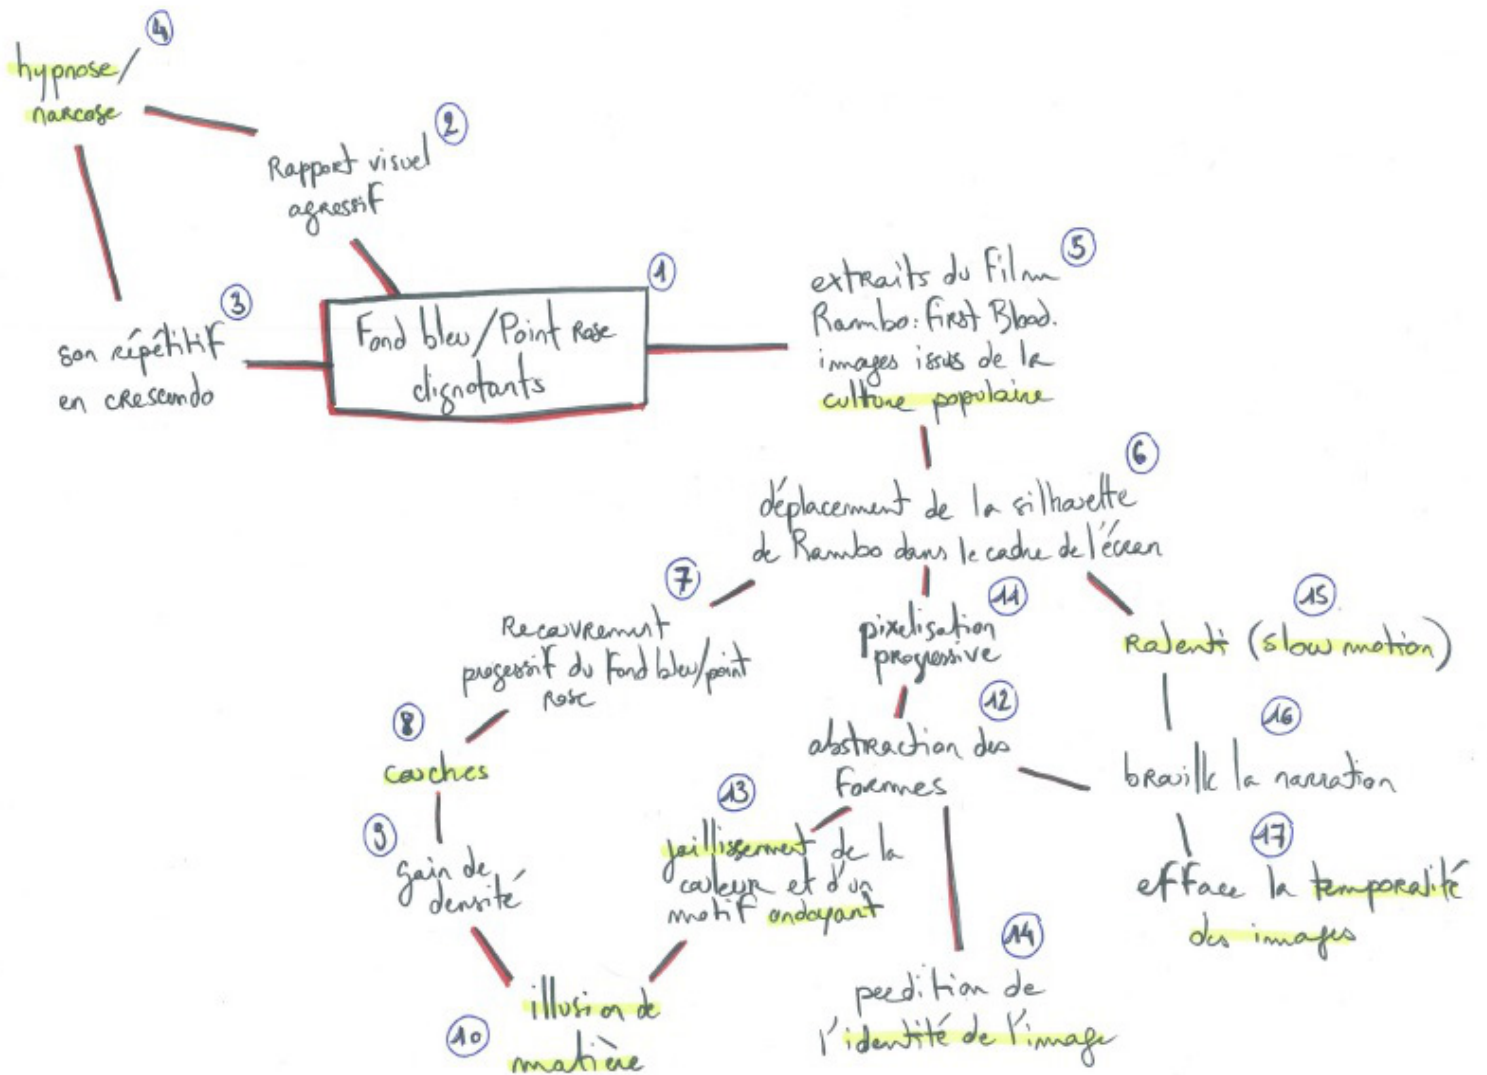 4
hypnose/
narcose
2
Rapport visuel
agressif
3
son répétitif
en crescendo
1
Fond bleu/Point Rose
clignotants
5
extraits du film
Rambo: first Blood.
images issus de la
culture populaire
6
déplacement de la silhouette
de Rambo dans le cadre de l'écran
7
Recouvrement
progessif du Fond bleu/point
rose
8
couches
9
gain de
densité
10
illusion de
matière
11
pixelisation
progressive
12
abstraction des
formes
13
jaillissement de la
couleur et d'un
motif ondoyant
14
perdition de
l'identité de l'image
15
Ralenti (slow motion)
16
brouille la narration
17
efface la temporalité
des images